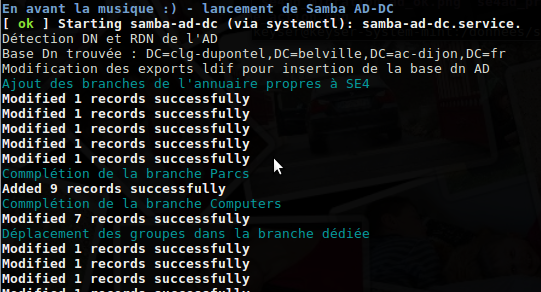 En avant la musique :) - lancement de Samba AD-DC
[ ok ] Starting samba-ad-dc (via systemctl): samba-ad-dc.service.
Détection DN et RDN de l'AD
Base Dn trouvée : DC=clg-dupontel,DC=belville,DC=ac-dijon,DC=fr
Modification des exports ldif pour insertion de la base dn AD
Ajout des branches de l'annuaire propres à SE4
Modified 1 records successfully
Modified 1 records successfully
Modified 1 records successfully
Modified 1 records successfully
Modified 1 records successfully
Commplétion de la branche Parcs
Added 9 records successfully
Commplétion de la branche Computers
Modified 7 records successfully
Déplacement des groupes dans la branche dédiée
Modified 1 records successfully
Modified 1 records successfully
Modified 1 records successfully
Modified 1 records successfully